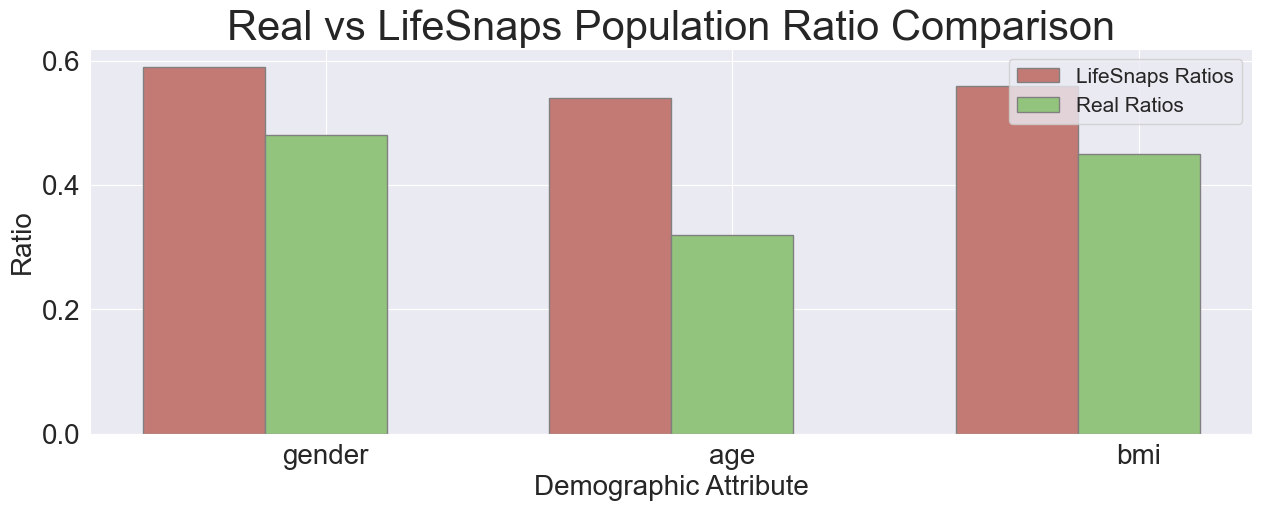 Real vs LifeSnaps Population Ratio Comparison
0.6
0.4
0.2
0.0
Ratio
LifeSnaps Ratios
Real Ratios
gender age bmi
Demographic Attribute